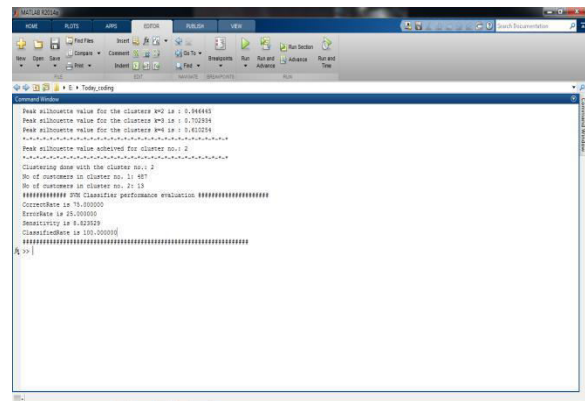 MATLAB R2014a
HOME PLOTS APPS EDITOR PUBLISH VIEW
Search Documentation
New Open Save Find Files Compare Print
Insert Comment Indent
Go To Find
Breakpoints Run Run and Advance Run Section Advance Run and Time
FILE EDIT NAVIGATE BREAKPOINTS RUN
E: Today_coding
Command Window
Peak silhouette value for the clusters k=2 is : 0.846443
Peak silhouette value for the clusters k=3 is : 0.702934
Peak silhouette value for the clusters k=4 is : 0.610254
Peak silhouette value acheived for cluster no.: 2
Clustering done with the cluster no.: 2
No of customers in cluster no. 1: 487
No of customers in cluster no. 2: 13
############# SVM Classifier performance evaluation #####################
CorrectRate is 75.000000
ErrorRate is 25.000000
Sensitivity is 8.823529
ClassifiedRate is 100.000000
fx >>
Command Window